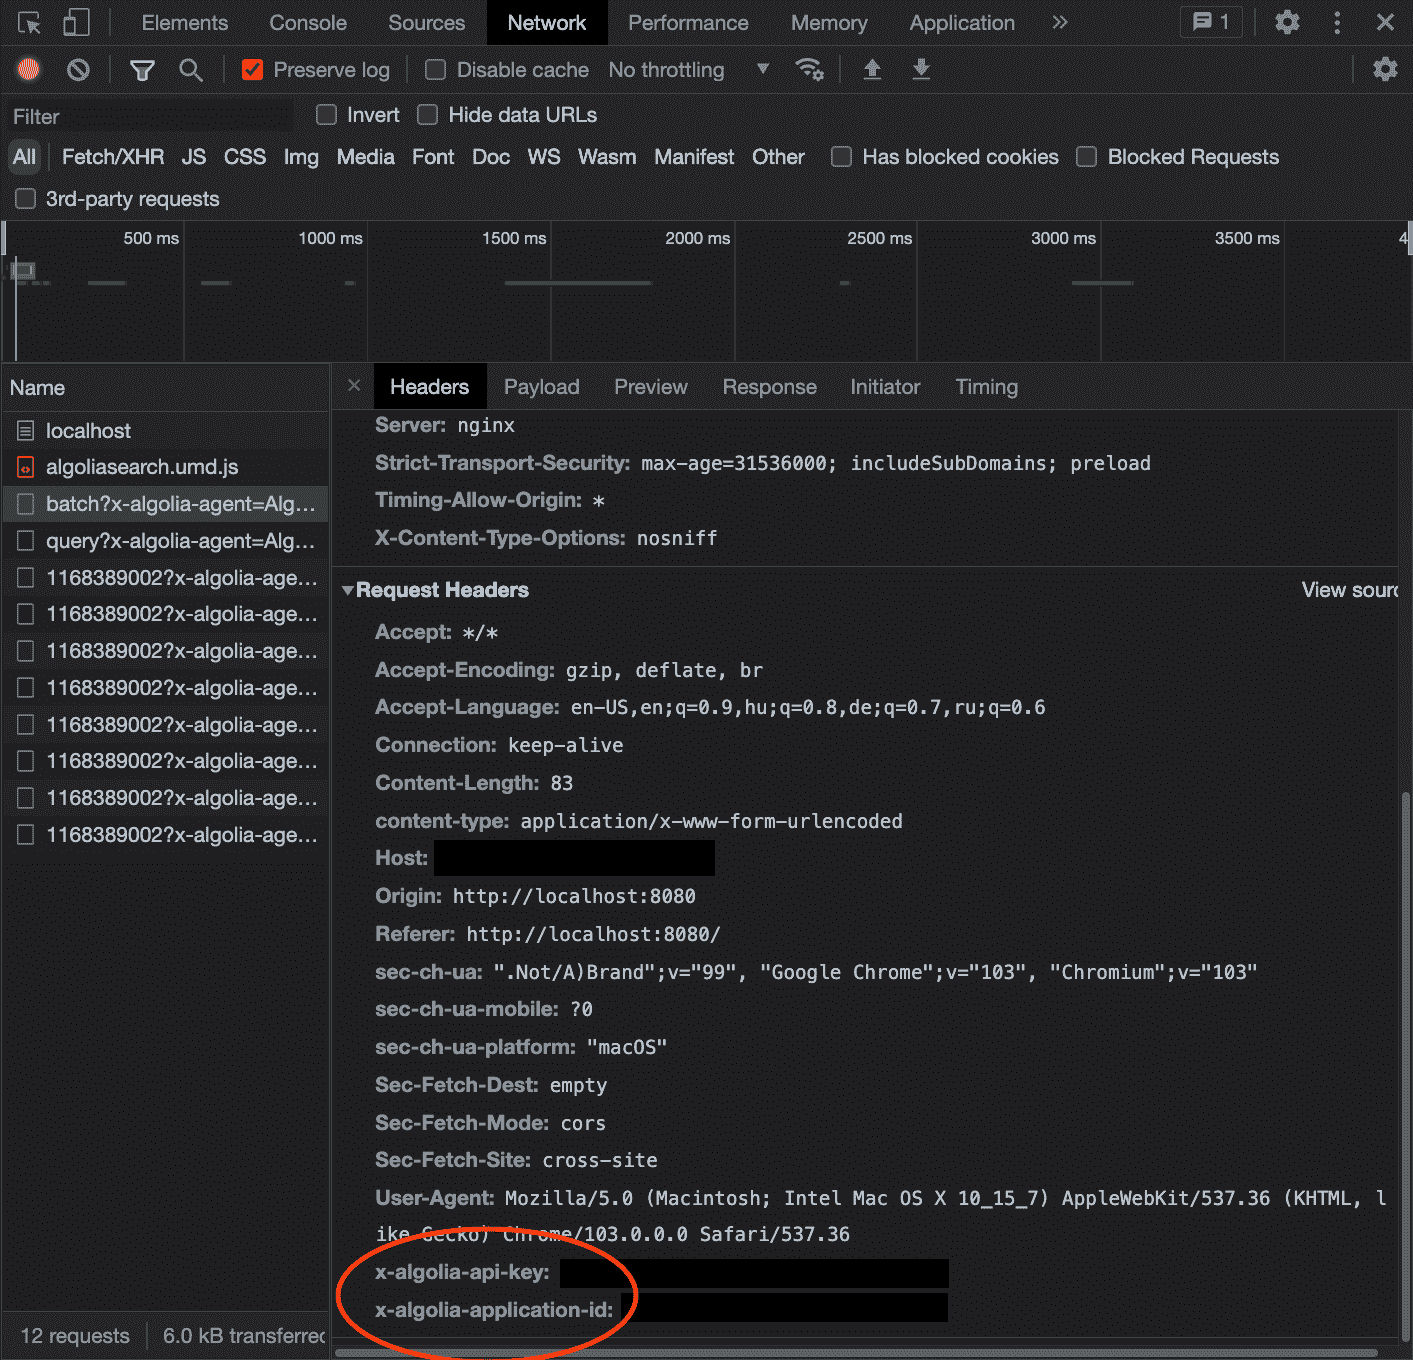 Elements Console Sources Network Performance Memory Application » 1
Preserve log Disable cache No throttling
Filter Invert Hide data URLs
All Fetch/XHR JS CSS Img Media Font Doc WS Wasm Manifest Other Has blocked cookies Blocked Requests
3rd-party requests
500 ms 1000 ms 1500 ms 2000 ms 2500 ms 3000 ms 3500 ms 4
Name
localhost
algoliasearch.umd.js
batch?x-algolia-agent=Alg...
query?x-algolia-agent=Alg...
1168389002?x-algolia-age...
1168389002?x-algolia-age...
1168389002?x-algolia-age...
1168389002?x-algolia-age...
1168389002?x-algolia-age...
1168389002?x-algolia-age...
1168389002?x-algolia-age...
1168389002?x-algolia-age...
12 requests 6.0 kB transferred
Headers Payload Preview Response Initiator Timing
Server: nginx
Strict-Transport-Security: max-age=31536000; includeSubDomains; preload
Timing-Allow-Origin: *
X-Content-Type-Options: nosniff
Request Headers View sourc
Accept: */*
Accept-Encoding: gzip, deflate, br
Accept-Language: en-US,en;q=0.9,hu;q=0.8,de;q=0.7,ru;q=0.6
Connection: keep-alive
Content-Length: 83
content-type: application/x-www-form-urlencoded
Host:
Origin: http://localhost:8080
Referer: http://localhost:8080/
sec-ch-ua: ".Not/A)Brand";v="99", "Google Chrome";v="103", "Chromium";v="103"
sec-ch-ua-mobile: ?0
sec-ch-ua-platform: "macOS"
Sec-Fetch-Dest: empty
Sec-Fetch-Mode: cors
Sec-Fetch-Site: cross-site
User-Agent: Mozilla/5.0 (Macintosh; Intel Mac OS X 10_15_7) AppleWebKit/537.36 (KHTML, l
ike Gecko) Chrome/103.0.0.0 Safari/537.36
x-algolia-api-key:
x-algolia-application-id: